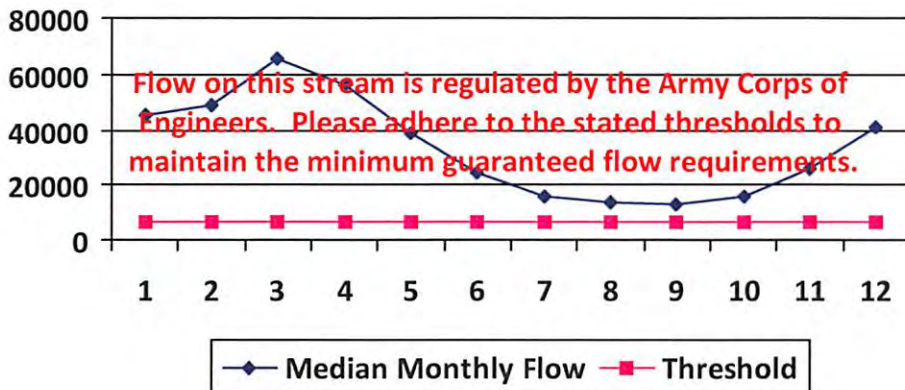 80000
60000
40000
20000
0
Flow on this stream is regulated by the Army Corps of
Engineers. Please adhere to the stated thresholds to
maintain the minimum guaranteed flow requirements.
1 2 3 4 5 6 7 8 9 10 11 12
Median Monthly Flow Threshold